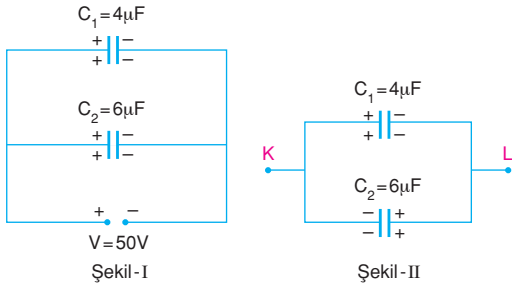 C₁=4μF
+ −
+ −
C₂=6μF
+ −
+ −
+ −
V=50V
Şekil-I
C₁=4μF
+ −
+ −
K L
C₂=6μF
− +
− +
Şekil-II